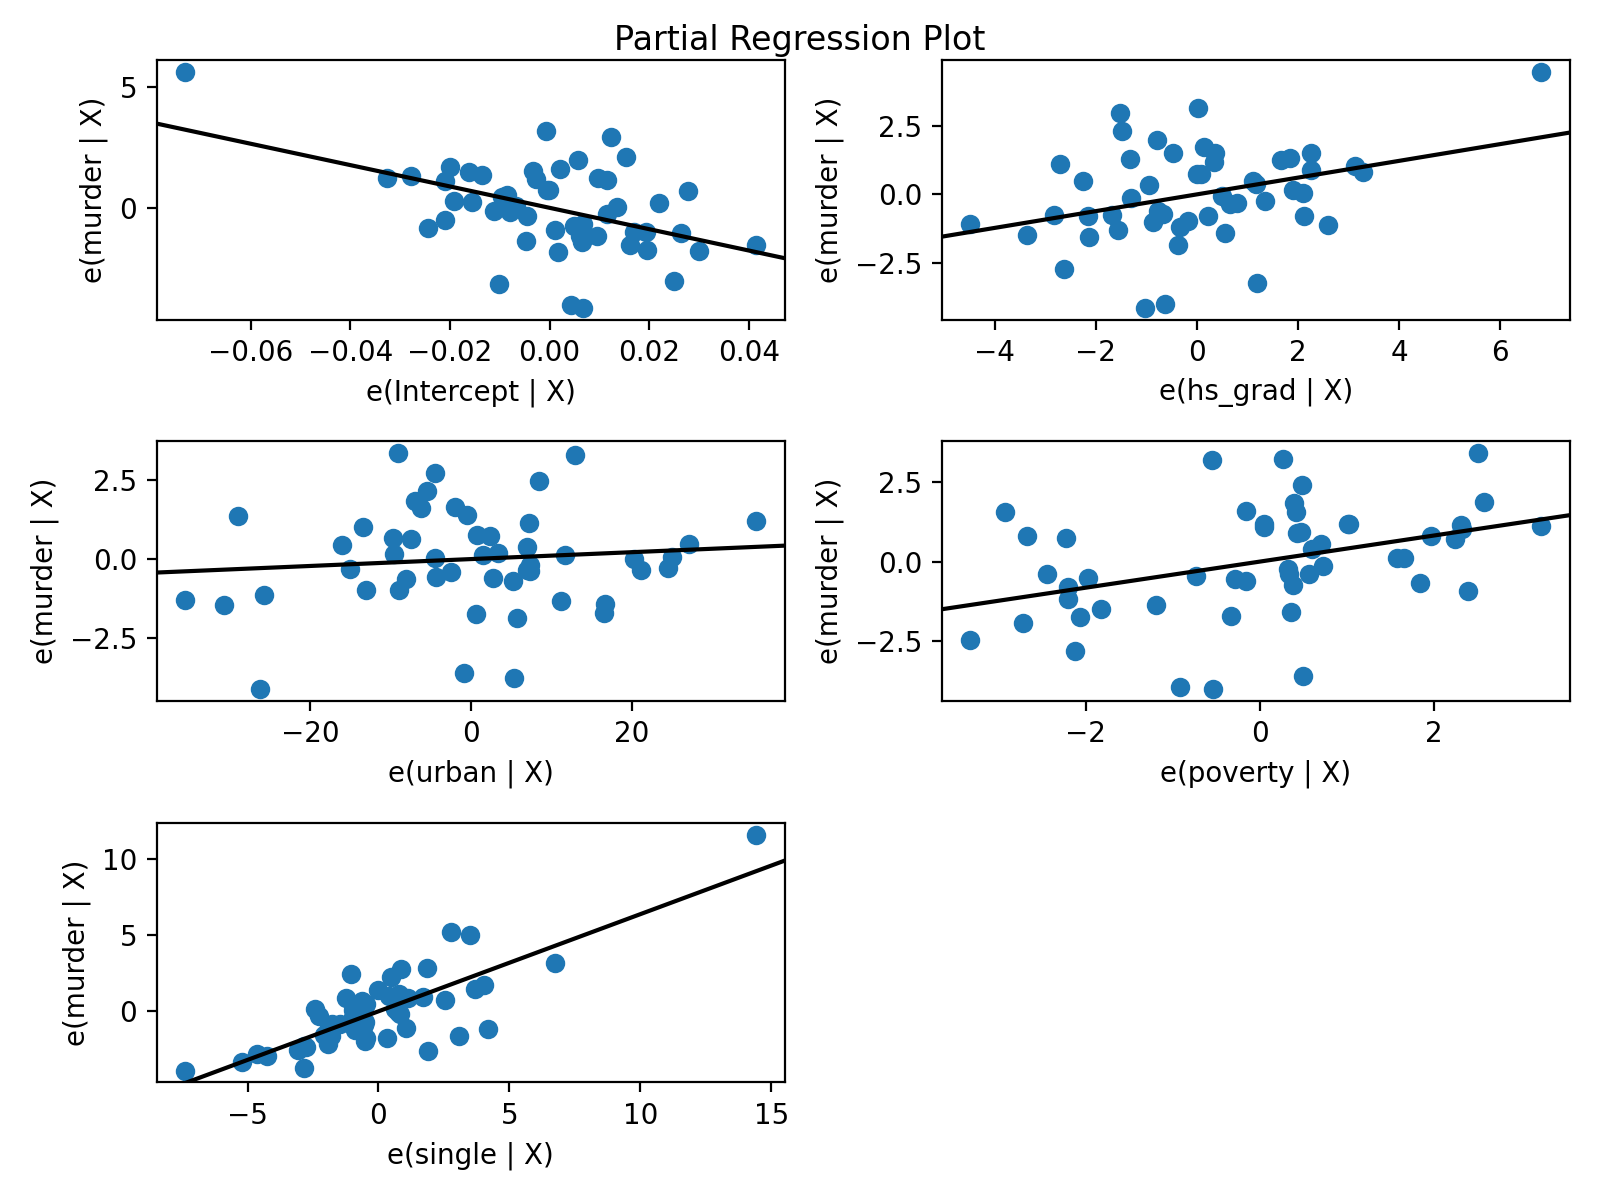 Partial Regression Plot
5
0
e(murder | X)
−0.06 −0.04 −0.02 0.00 0.02 0.04
e(Intercept | X)
2.5
0.0
−2.5
e(murder | X)
−4 −2 0 2 4 6
e(hs_grad | X)
2.5
0.0
−2.5
e(murder | X)
−20 0 20
e(urban | X)
2.5
0.0
−2.5
e(murder | X)
−2 0 2
e(poverty | X)
10
5
0
e(murder | X)
−5 0 5 10 15
e(single | X)